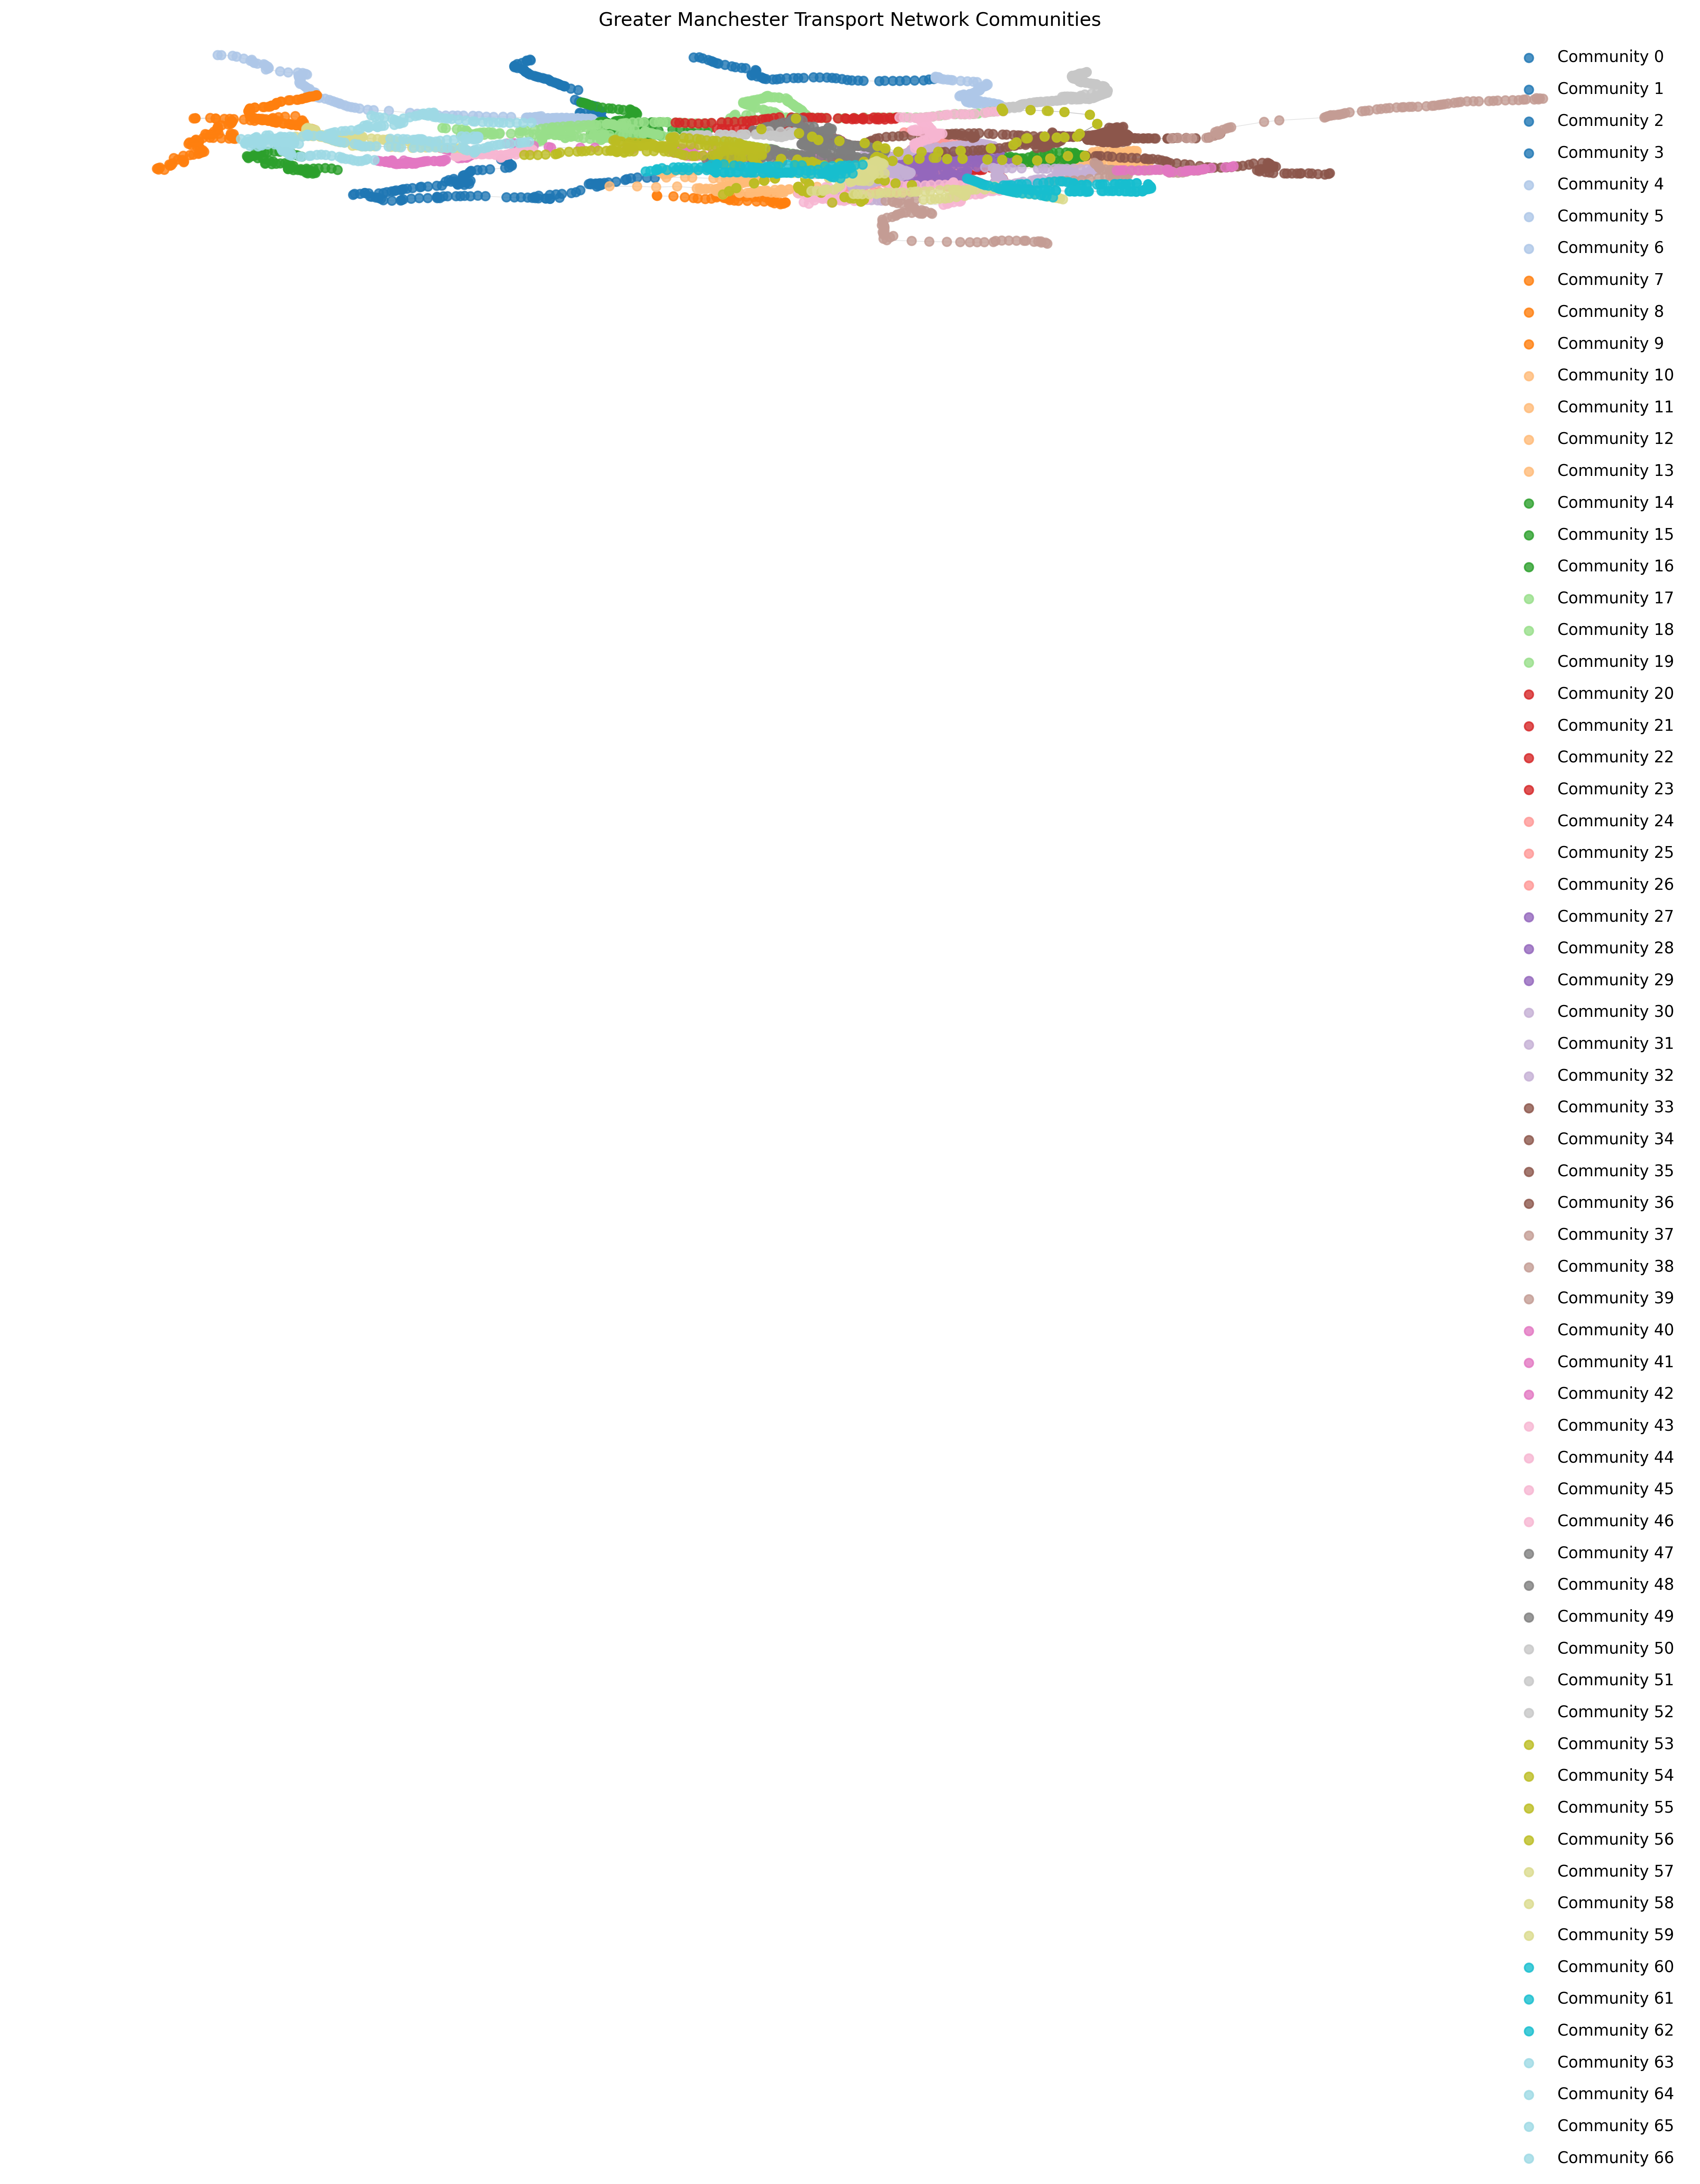 Greater Manchester Transport Network Communities
Community 0
Community 1
Community 2
Community 3
Community 4
Community 5
Community 6
Community 7
Community 8
Community 9
Community 10
Community 11
Community 12
Community 13
Community 14
Community 15
Community 16
Community 17
Community 18
Community 19
Community 20
Community 21
Community 22
Community 23
Community 24
Community 25
Community 26
Community 27
Community 28
Community 29
Community 30
Community 31
Community 32
Community 33
Community 34
Community 35
Community 36
Community 37
Community 38
Community 39
Community 40
Community 41
Community 42
Community 43
Community 44
Community 45
Community 46
Community 47
Community 48
Community 49
Community 50
Community 51
Community 52
Community 53
Community 54
Community 55
Community 56
Community 57
Community 58
Community 59
Community 60
Community 61
Community 62
Community 63
Community 64
Community 65
Community 66